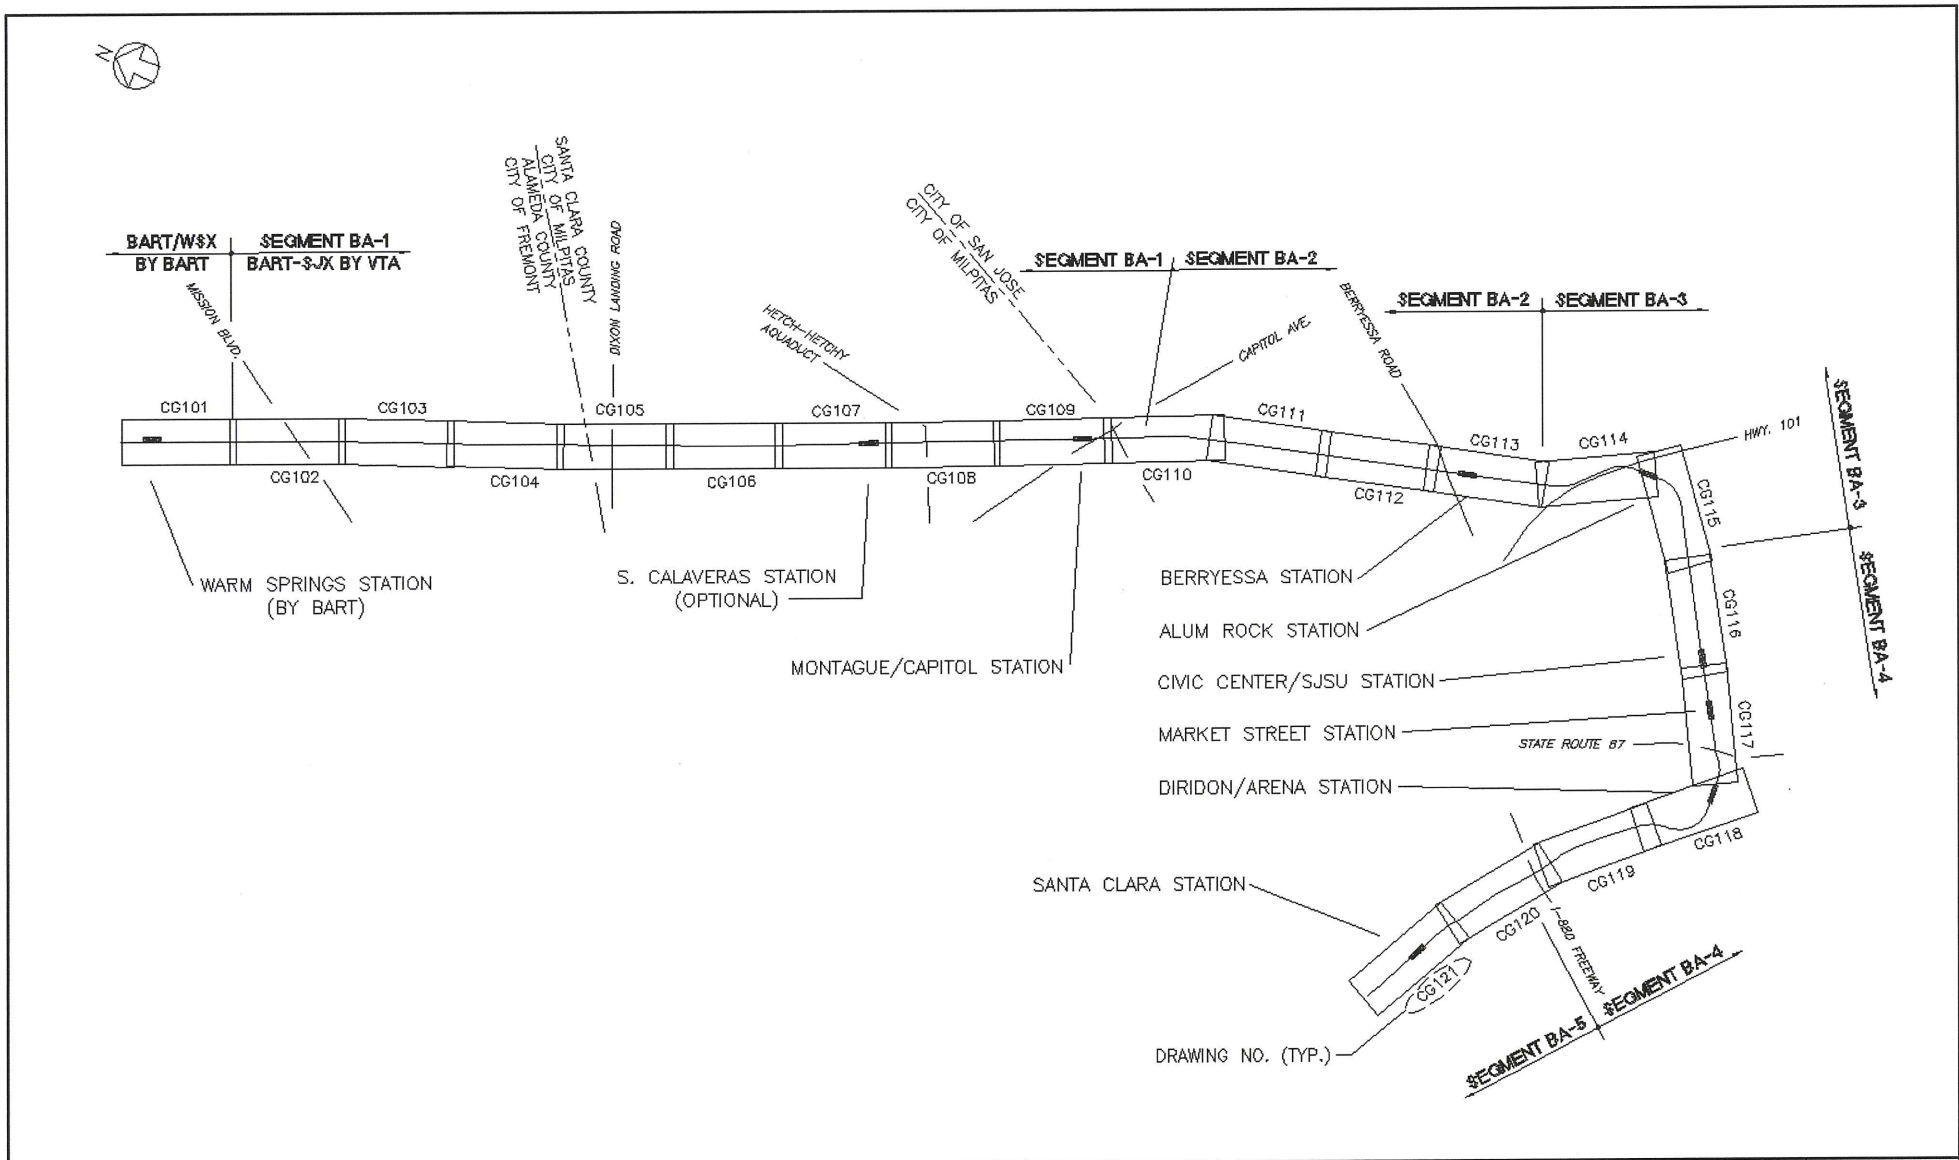 N
SANTA CLARA COUNTY
CITY OF MILPITAS
ALAMEDA COUNTY
CITY OF FREMONT
DIXON LANDING ROAD
CITY OF SAN JOSE
CITY OF MILPITAS
BART/WSX
BY BART
SEGMENT BA-1
BART-SJX BY VTA
MISSION BLVD.
HETCH-HETCHY
AQUADUCT
SEGMENT BA-1
SEGMENT BA-2
CAPITOL AVE.
BERRYESSA ROAD
SEGMENT BA-2
SEGMENT BA-3
HWY. 101
SEGMENT BA-3
SEGMENT BA-4
CG101
CG102
CG103
CG104
CG105
CG106
CG107
CG108
CG109
CG110
CG111
CG112
CG113
CG114
CG115
CG116
CG117
CG118
CG119
CG120
CG121
WARM SPRINGS STATION
(BY BART)
S. CALAVERAS STATION
(OPTIONAL)
MONTAGUE/CAPITOL STATION
BERRYESSA STATION
ALUM ROCK STATION
CIVIC CENTER/SJSU STATION
MARKET STREET STATION
STATE ROUTE 87
DIRIDON/ARENA STATION
SANTA CLARA STATION
I-880 FREEWAY
SEGMENT BA-4
SEGMENT BA-5
DRAWING NO. (TYP.)